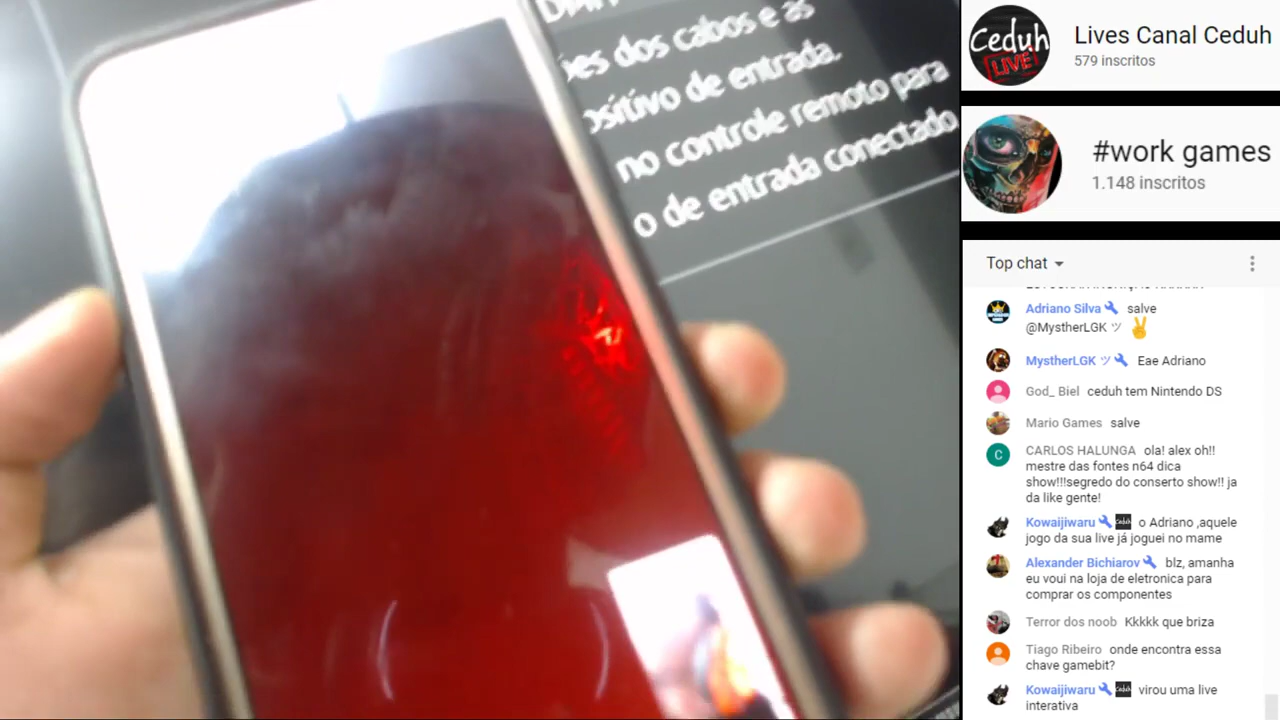 ões dos cabos e as
ositivo de entrada.
no controle remoto para
o de entrada conectado
Ceduh
LIVE
Lives Canal Ceduh
579 inscritos
#work games
1.148 inscritos
Top chat
Adriano Silva salve
@MystherLGK ツ ✌
MystherLGK ツ Eae Adriano
God_ Biel ceduh tem Nintendo DS
Mario Games salve
C
CARLOS HALUNGA ola! alex oh!!
mestre das fontes n64 dica
show!!!segredo do conserto show!! ja
da like gente!
Kowaijiwaru Ceduh o Adriano ,aquele
jogo da sua live já joguei no mame
Alexander Bichiarov blz, amanha
eu voui na loja de eletronica para
comprar os componentes
Terror dos noob Kkkkk que briza
Tiago Ribeiro onde encontra essa
chave gamebit?
Kowaijiwaru Ceduh virou uma live
interativa